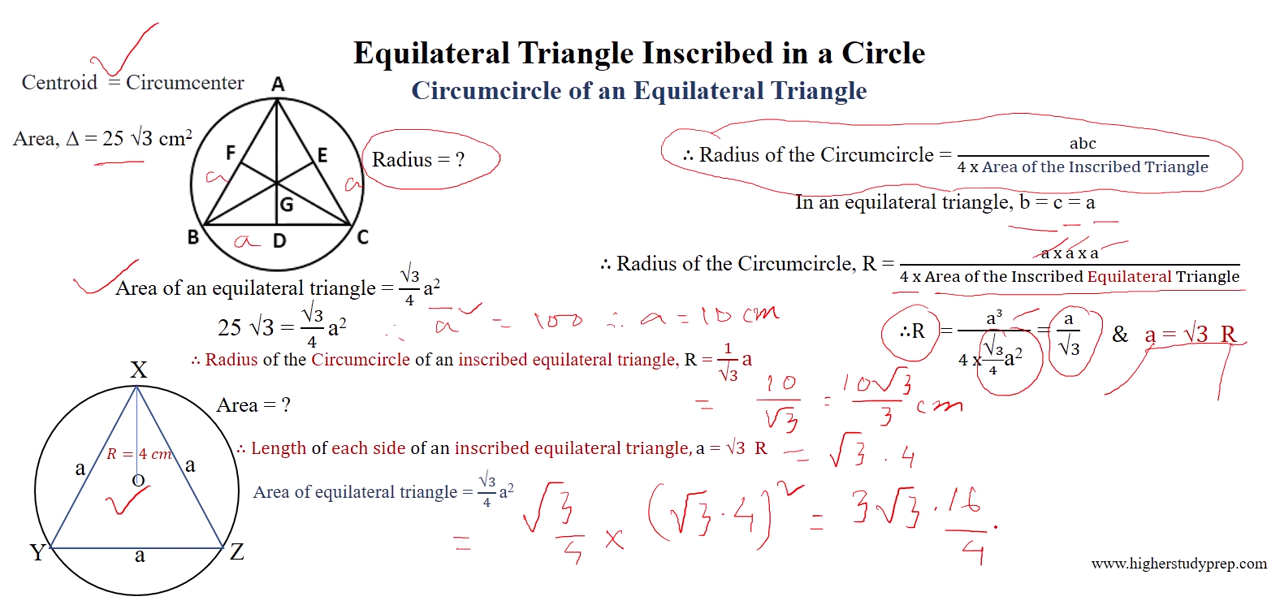 Equilateral Triangle Inscribed in a Circle
Circumcircle of an Equilateral Triangle
Centroid = Circumcenter
Area, Δ = 25 √3 cm²
A
F
E
G
B
D
C
a
a
a
Radius = ?
∴ Radius of the Circumcircle = abc / 4 x Area of the Inscribed Triangle
In an equilateral triangle, b = c = a
∴ Radius of the Circumcircle, R = a x a x a / 4 x Area of the Inscribed Equilateral Triangle
∴R = a³ / 4 x √3/4 a² = a/√3 & a = √3 R
Area of an equilateral triangle = √3/4 a²
25 √3 = √3/4 a² ∴ a² = 100 ∴ a = 10 cm
∴ Radius of the Circumcircle of an inscribed equilateral triangle, R = 1/√3 a
= 10/√3 = 10√3/3 cm
X
R = 4 cm
a
a
O
Y
a
Z
Area = ?
∴ Length of each side of an inscribed equilateral triangle, a = √3 R = √3 . 4
Area of equilateral triangle = √3/4 a²
= √3/4 x (√3 . 4)² = 3√3 . 16/4 .
www.higherstudyprep.com